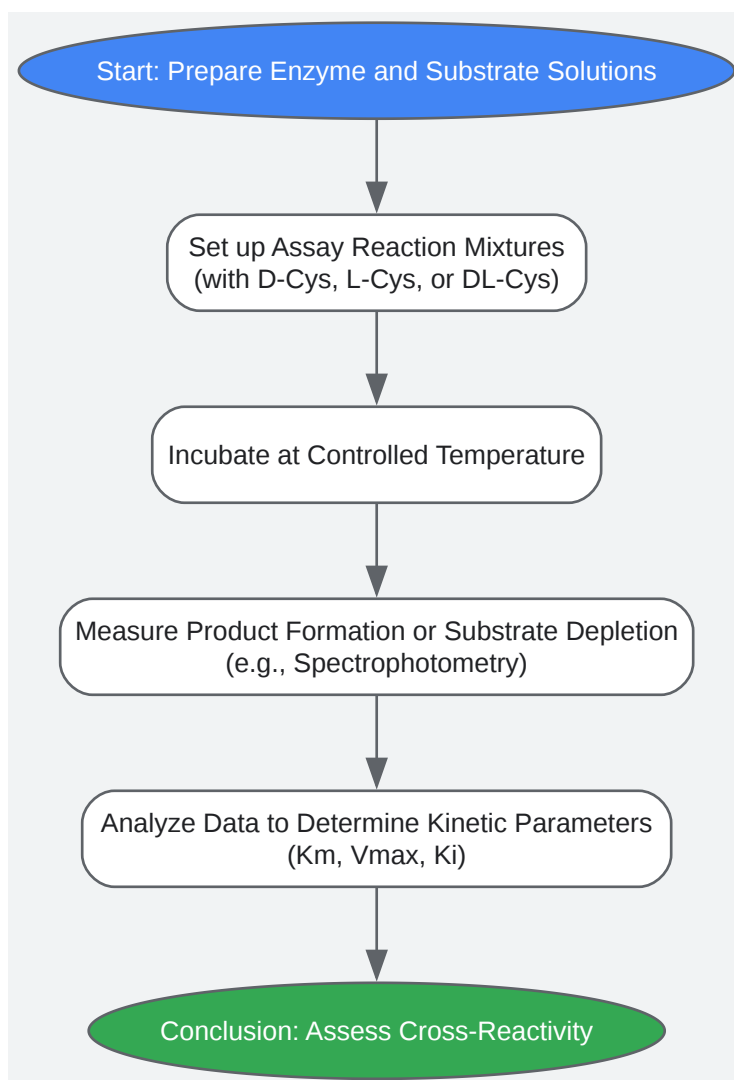 Start: Prepare Enzyme and Substrate Solutions
Set up Assay Reaction Mixtures
(with D-Cys, L-Cys, or DL-Cys)
Incubate at Controlled Temperature
Measure Product Formation or Substrate Depletion
(e.g., Spectrophotometry)
Analyze Data to Determine Kinetic Parameters
(Km, Vmax, Ki)
Conclusion: Assess Cross-Reactivity